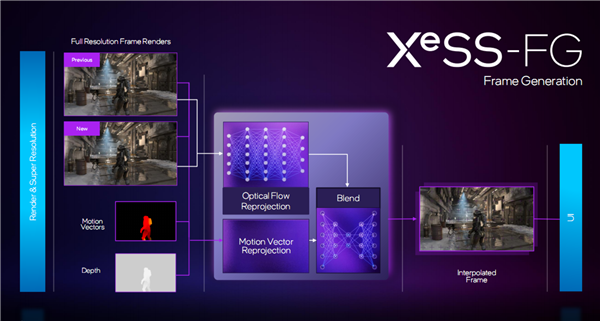 XeSS-FG
Frame Generation
Full Resolution Frame Renders
Previous
New
Render & Super Resolution
Motion
Vectors
Depth
Optical Flow
Reprojection
Blend
Motion Vector
Reprojection
Interpolated
Frame
UI